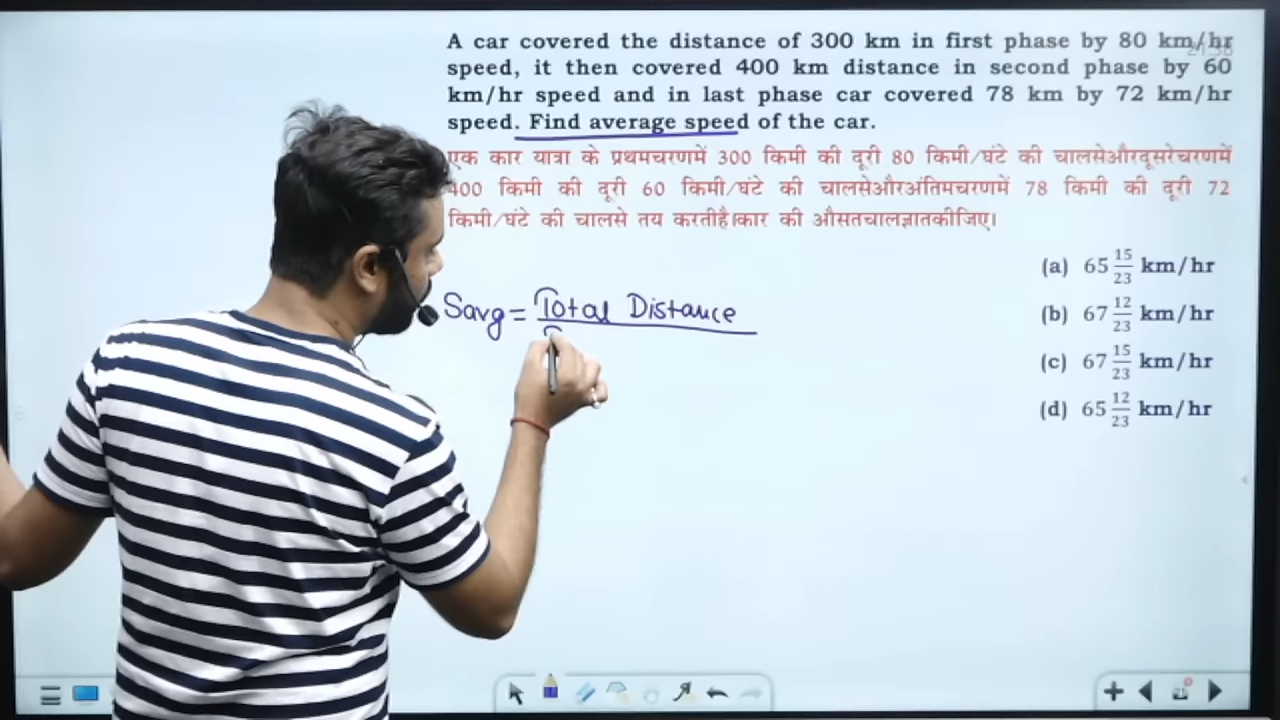 A car covered the distance of 300 km in first phase by 80 km/hr
speed, it then covered 400 km distance in second phase by 60
km/hr speed and in last phase car covered 78 km by 72 km/hr
speed. Find average speed of the car.
एक कार यात्रा के प्रथमचरणमें 300 किमी की दूरी 80 किमी/घंटे की चालसेऔरदूसरेचरणमें
400 किमी की दूरी 60 किमी/घंटे की चालसेऔरअंतिमचरणमें 78 किमी की दूरी 72
किमी/घंटे की चालसे तय करतीहै।कार की औसतचालज्ञातकीजिए।
(a) 65 15/23 km/hr
(b) 67 12/23 km/hr
(c) 67 15/23 km/hr
(d) 65 12/23 km/hr
Savg = Total Distance